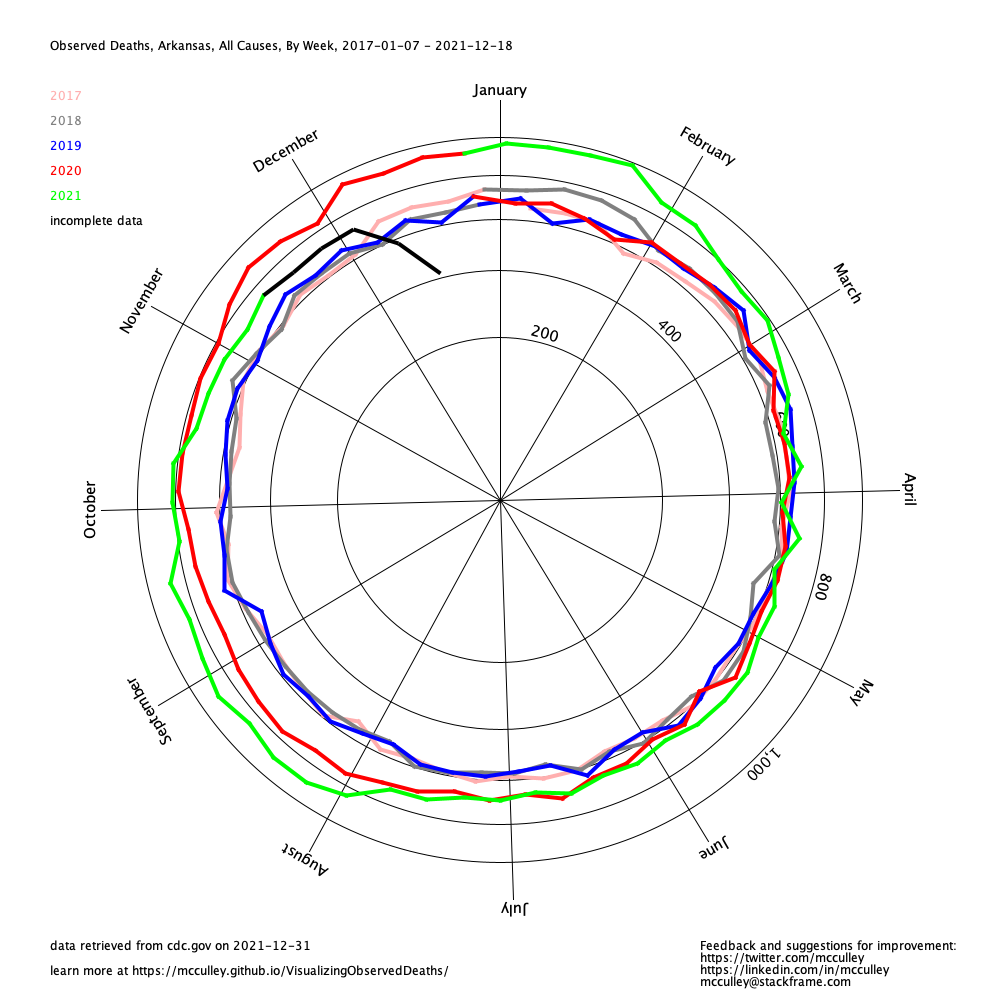 Observed Deaths, Arkansas, All Causes, By Week, 2017-01-07 - 2021-12-18
January
2017
2018
2019
2020
2021
incomplete data
December
February
November
March
200
400
October
April
800
September
May
1,000
August
June
July
data retrieved from cdc.gov on 2021-12-31
learn more at https://mcculley.github.io/VisualizingObservedDeaths/
Feedback and suggestions for improvement:
https://twitter.com/mcculley
https://linkedin.com/in/mcculley
mcculley@stackframe.com